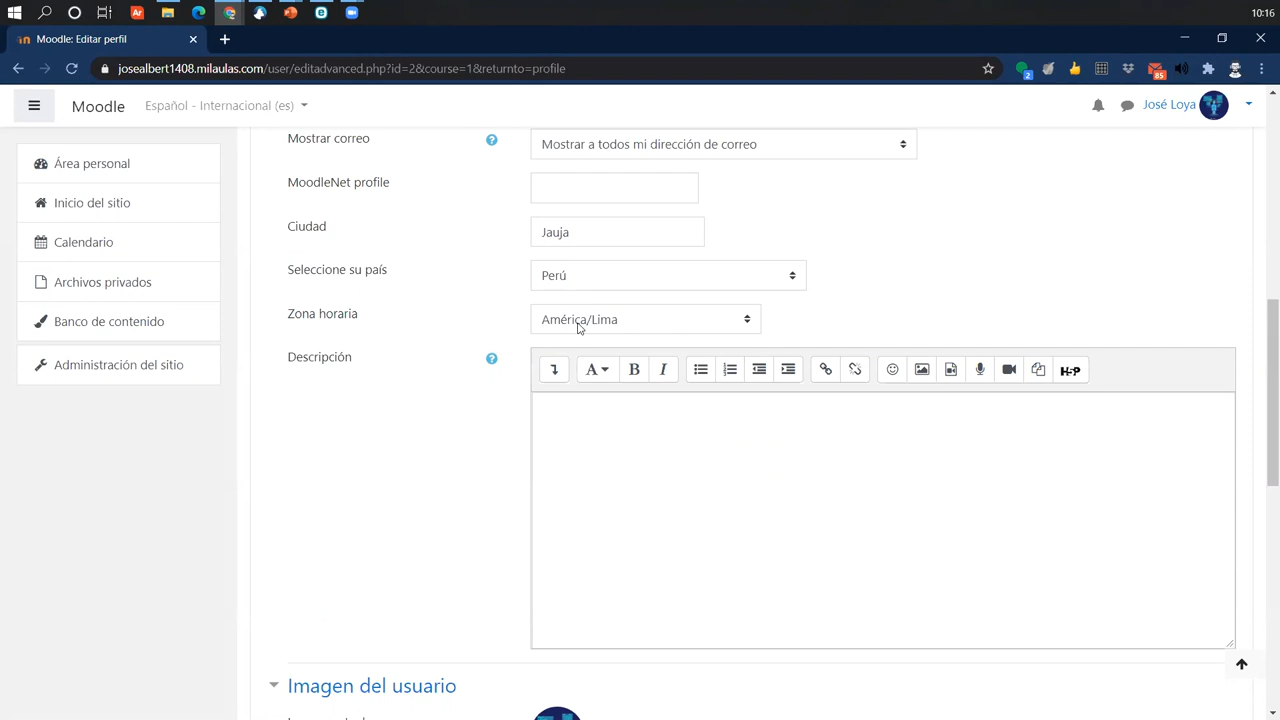 10:16
Moodle: Editar perfil
josealbert1408.milaulas.com/user/editadvanced.php?id=2&course=1&returnto=profile
2
85
Moodle
Español - Internacional (es)
José Loya
Área personal
Inicio del sitio
Calendario
Archivos privados
Banco de contenido
Administración del sitio
Mostrar correo
Mostrar a todos mi dirección de correo
MoodleNet profile
Ciudad
Jauja
Seleccione su país
Perú
Zona horaria
América/Lima
Descripción
A
B
I
H-P
Imagen del usuario